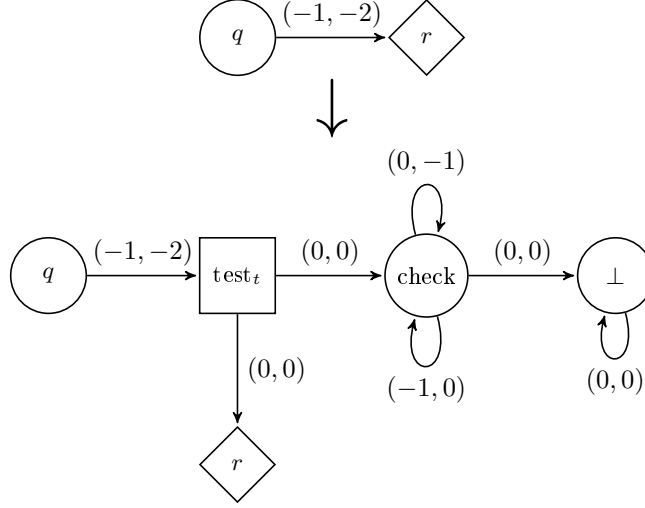 (−1, −2)
q
r
(0, −1)
(−1, −2)
(0, 0)
(0, 0)
q
test_t
check
⊥
(0, 0)
(−1, 0)
(0, 0)
r